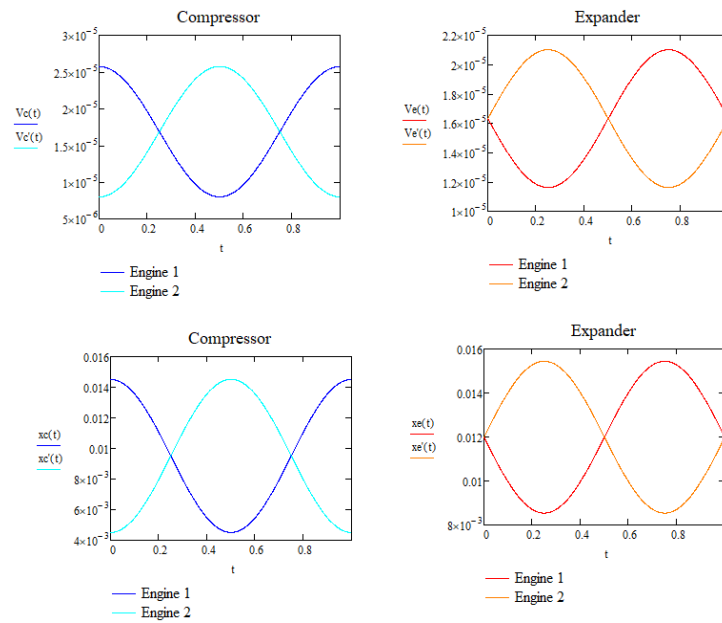 Compressor
3×10⁻⁵
2.5×10⁻⁵
2×10⁻⁵
1.5×10⁻⁵
1×10⁻⁵
5×10⁻⁶
Vc(t)
Vc'(t)
0 0.2 0.4 0.6 0.8
t
Engine 1
Engine 2
Expander
2.2×10⁻⁵
2×10⁻⁵
1.8×10⁻⁵
1.6×10⁻⁵
1.4×10⁻⁵
1.2×10⁻⁵
1×10⁻⁵
Ve(t)
Ve'(t)
0 0.2 0.4 0.6 0.8
t
Engine 1
Engine 2
Compressor
0.016
0.014
0.012
0.01
8×10⁻³
6×10⁻³
4×10⁻³
xc(t)
xc'(t)
0 0.2 0.4 0.6 0.8
t
Engine 1
Engine 2
Expander
0.016
0.014
0.012
0.01
8×10⁻³
xe(t)
xe'(t)
0 0.2 0.4 0.6 0.8
t
Engine 1
Engine 2